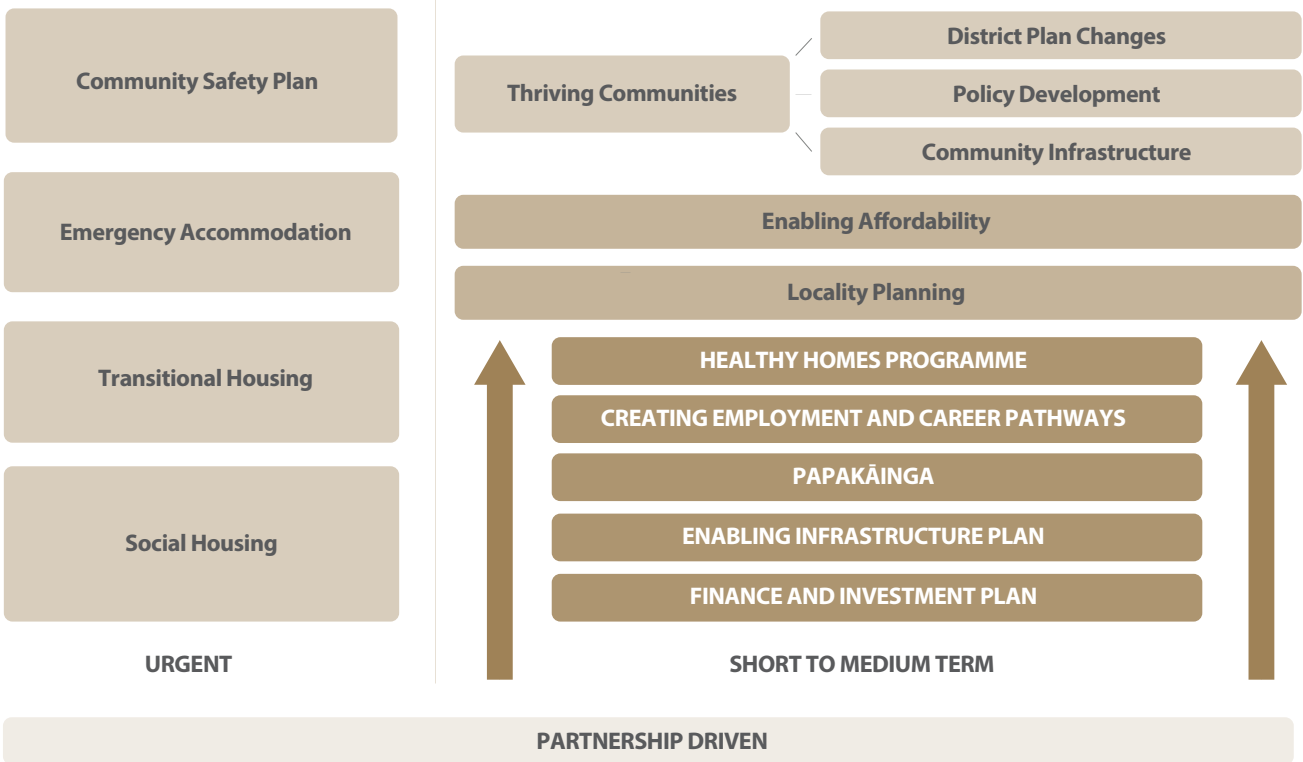 Community Safety Plan
Emergency Accommodation
Transitional Housing
Social Housing
URGENT
Thriving Communities
District Plan Changes
Policy Development
Community Infrastructure
Enabling Affordability
Locality Planning
HEALTHY HOMES PROGRAMME
CREATING EMPLOYMENT AND CAREER PATHWAYS
PAPAKĀINGA
ENABLING INFRASTRUCTURE PLAN
FINANCE AND INVESTMENT PLAN
SHORT TO MEDIUM TERM
PARTNERSHIP DRIVEN